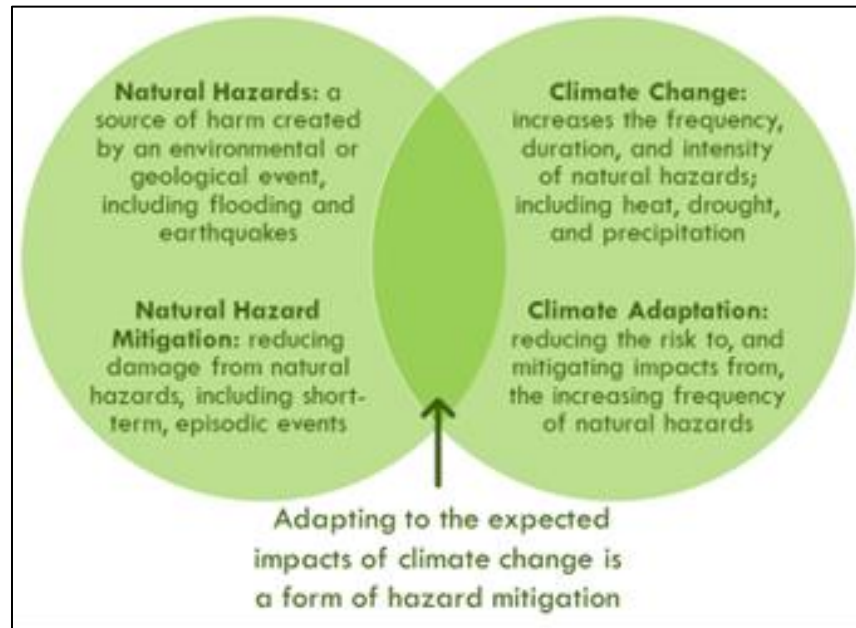 Natural Hazards: a
source of harm created
by an environmental or
geological event,
including flooding and
earthquakes
Natural Hazard
Mitigation: reducing
damage from natural
hazards, including short-
term, episodic events
Climate Change:
increases the frequency,
duration, and intensity
of natural hazards;
including heat, drought,
and precipitation
Climate Adaptation:
reducing the risk to, and
mitigating impacts from,
the increasing frequency
of natural hazards
Adapting to the expected
impacts of climate change is
a form of hazard mitigation